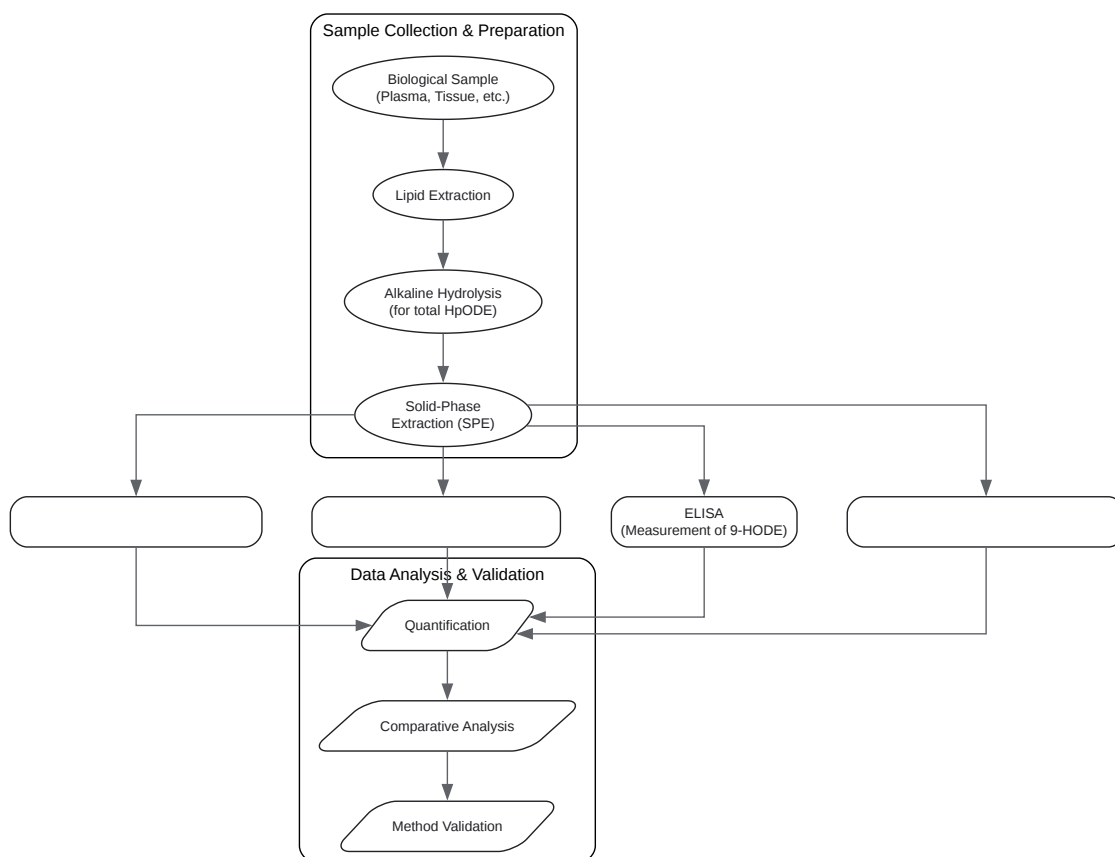 Sample Collection & Preparation
Biological Sample
(Plasma, Tissue, etc.)
Lipid Extraction
Alkaline Hydrolysis
(for total HpODE)
Solid-Phase
Extraction (SPE)
ELISA
(Measurement of 9-HODE)
Data Analysis & Validation
Quantification
Comparative Analysis
Method Validation